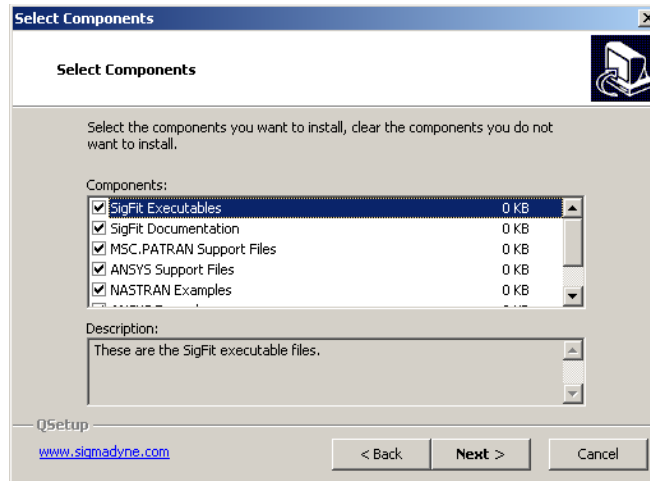 Select Components
Select Components
Select the components you want to install, clear the components you do not
want to install.
Components:
SigFit Executables 0 KB
SigFit Documentation 0 KB
MSC.PATRAN Support Files 0 KB
ANSYS Support Files 0 KB
NASTRAN Examples 0 KB
Description:
These are the SigFit executable files.
QSetup
www.sigmadyne.com
< Back
Next >
Cancel